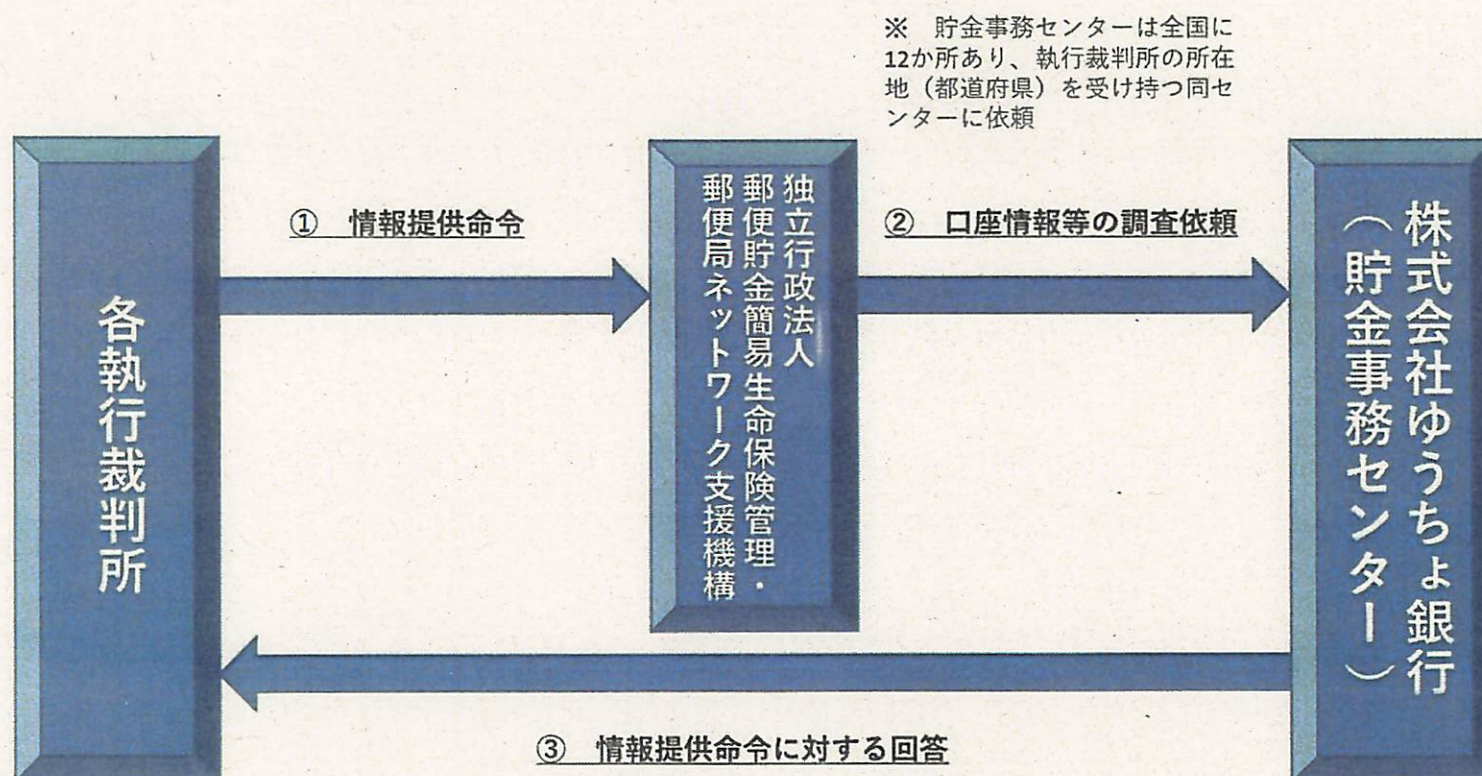 ※　貯金事務センターは全国に
12か所あり、執行裁判所の所在
地（都道府県）を受け持つ同セ
ンターに依頼
各執行裁判所
①　情報提供命令
独立行政法人
郵便貯金簡易生命保険管理・
郵便局ネットワーク支援機構
②　口座情報等の調査依頼
株式会社ゆうちょ銀行
（貯金事務センター）
③　情報提供命令に対する回答